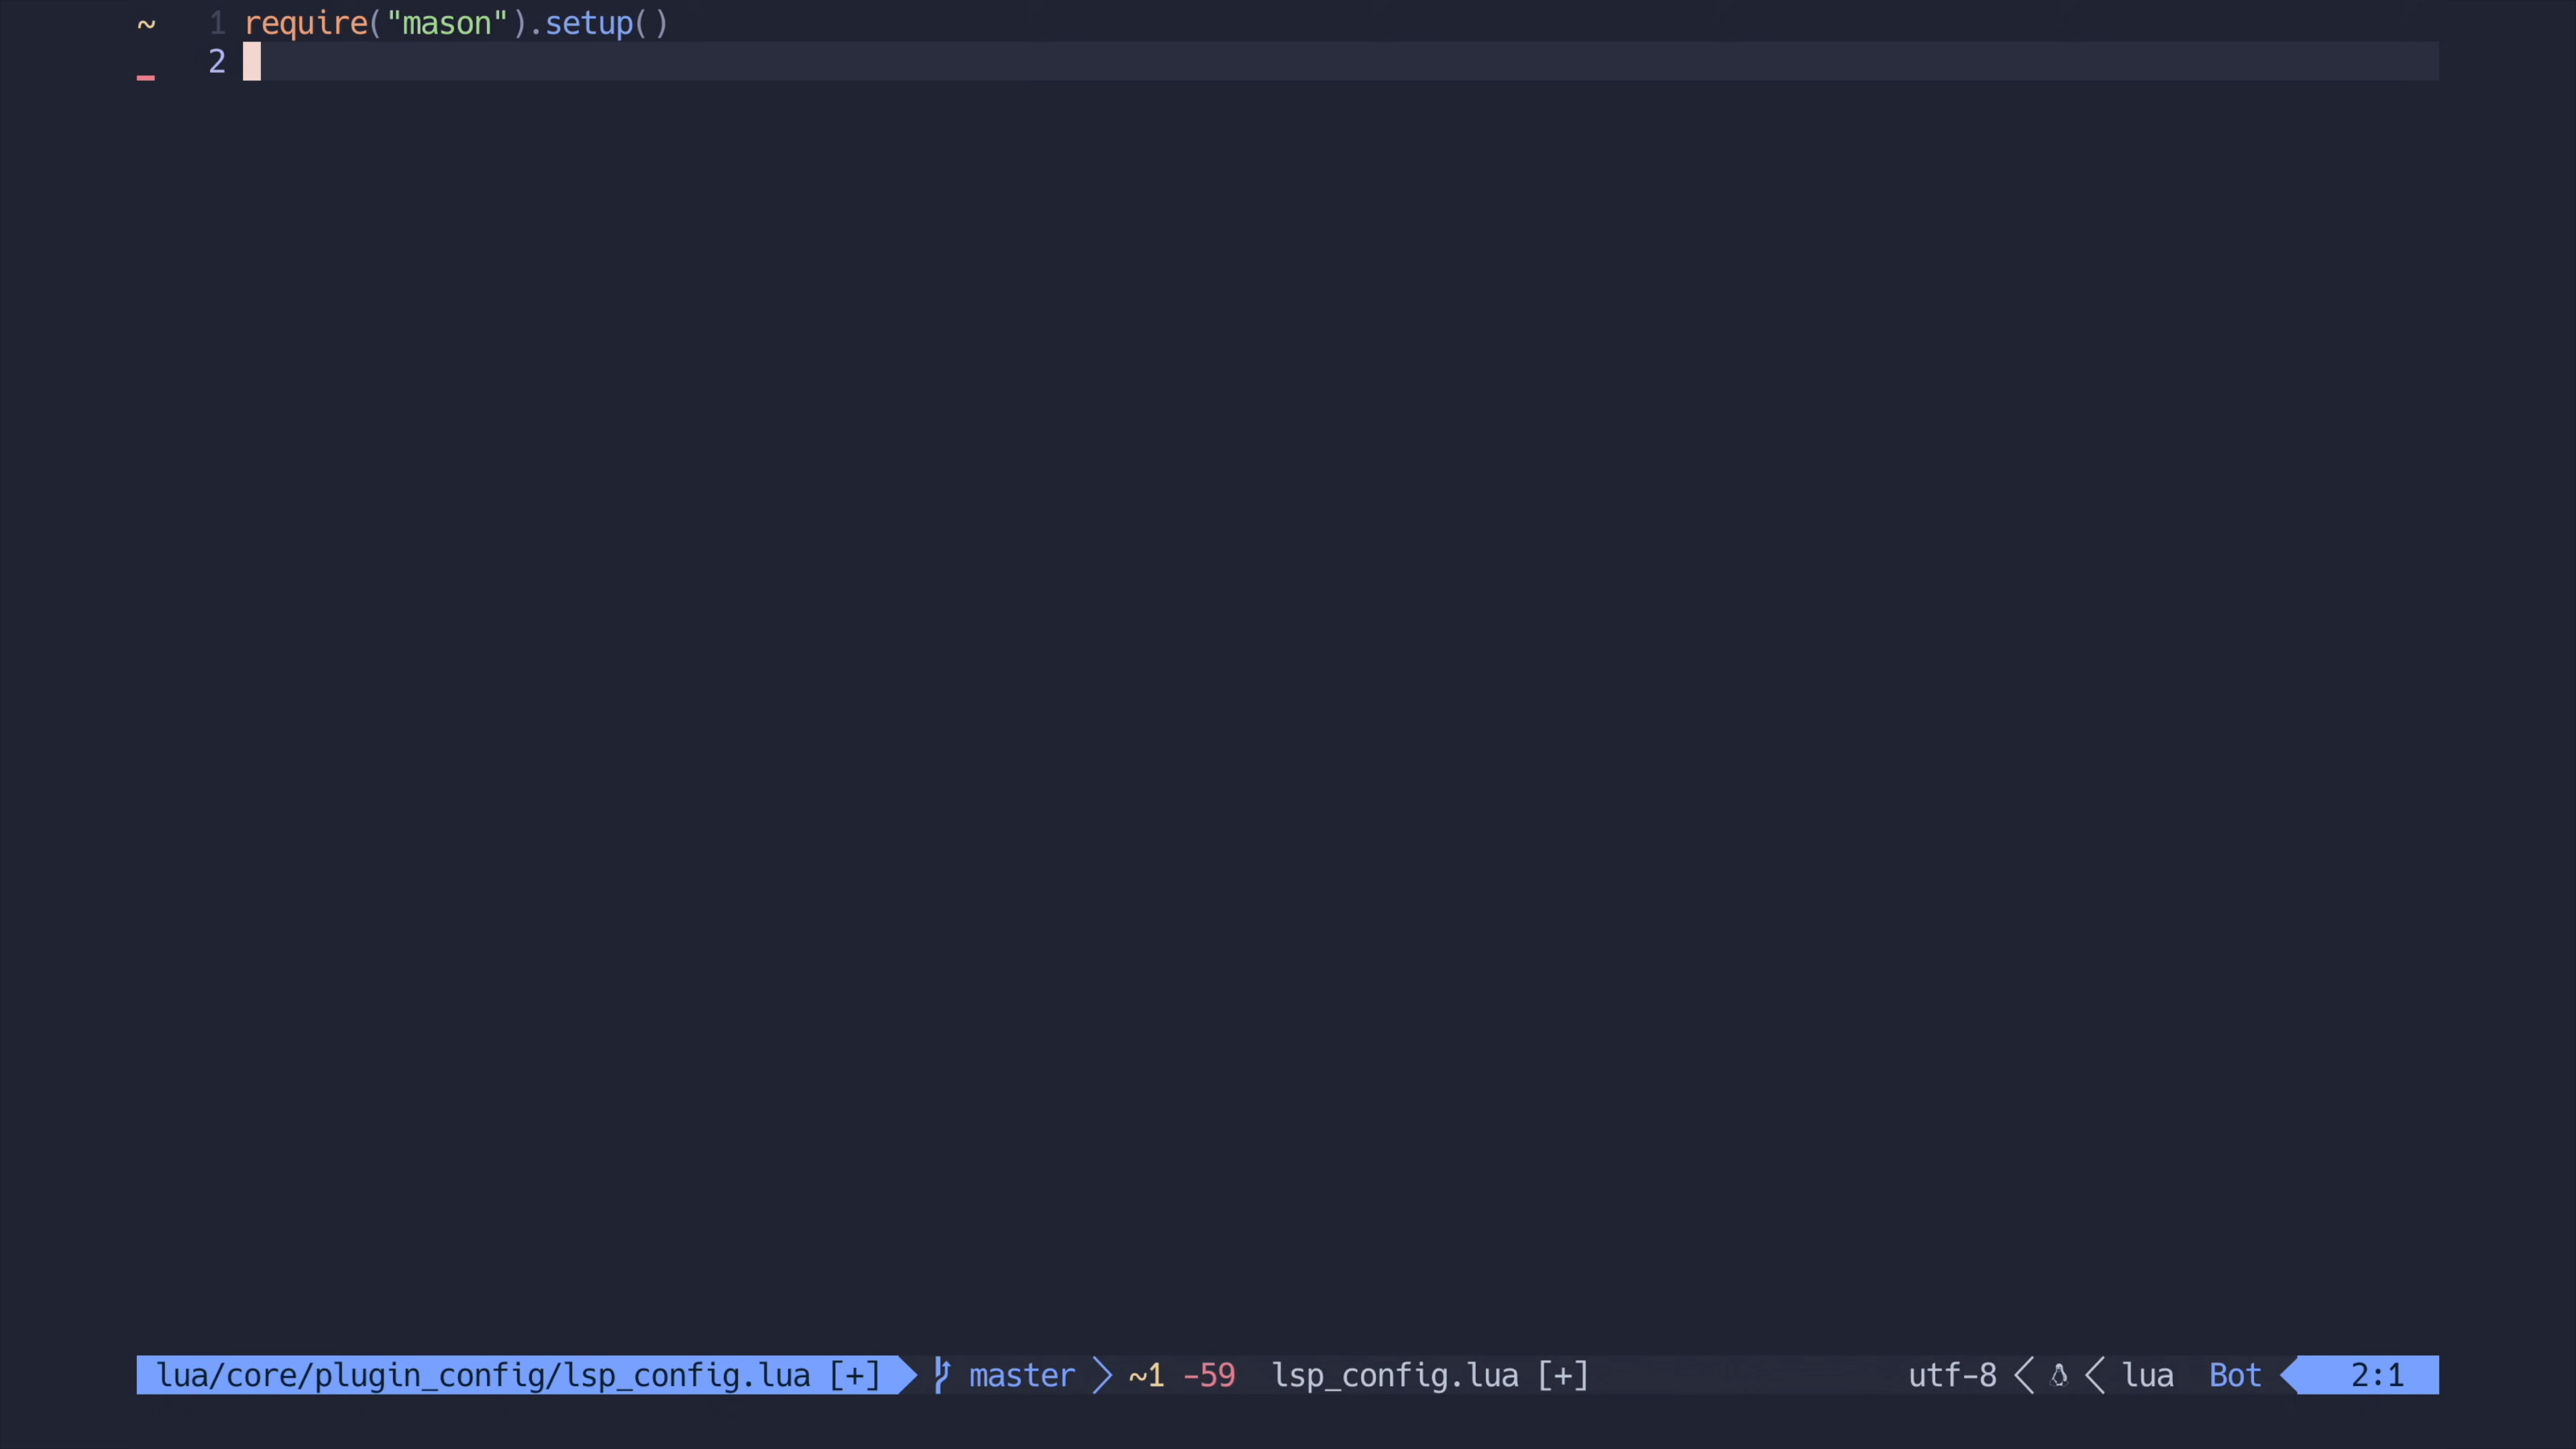 ~ 1 require("mason").setup()
2
lua/core/plugin_config/lsp_config.lua [+] master ~1 -59 lsp_config.lua [+] utf-8 lua Bot 2:1